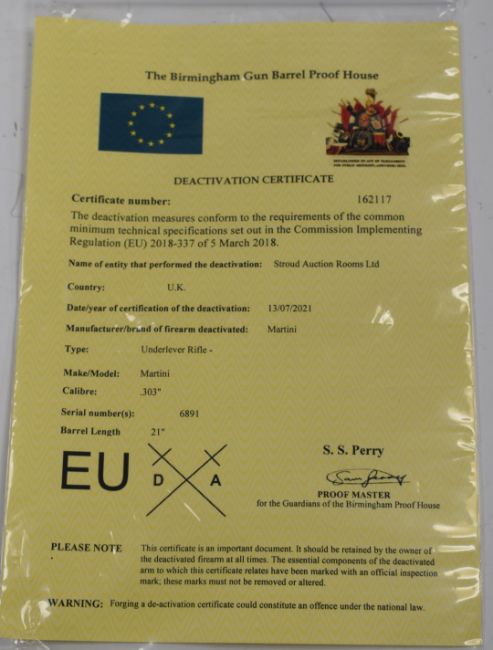 The Birmingham Gun Barrel Proof House
ESTABLISHED BY ACT OF PARLIAMENT
FOR PUBLIC SECURITY
DEACTIVATION CERTIFICATE
Certificate number: 162117
The deactivation measures conform to the requirements of the common
minimum technical specifications set out in the Commission Implementing
Regulation (EU) 2018-337 of 5 March 2018.
Name of entity that performed the deactivation: Stroud Auction Rooms Ltd
Country: U.K.
Date/year of certification of the deactivation: 13/07/2021
Manufacturer/brand of firearm deactivated: Martini
Type: Underlever Rifle -
Make/Model: Martini
Calibre: .303"
Serial number(s): 6891
Barrel Length 21"
EU D A
S. S. Perry
PROOF MASTER
for the Guardians of the Birmingham Proof House
PLEASE NOTE This certificate is an important document. It should be retained by the owner of
the deactivated firearm at all times. The essential components of the deactivated
arm to which this certificate relates have been marked with an official inspection
mark; these marks must not be removed or altered.
WARNING: Forging a de-activation certificate could constitute an offence under the national law.